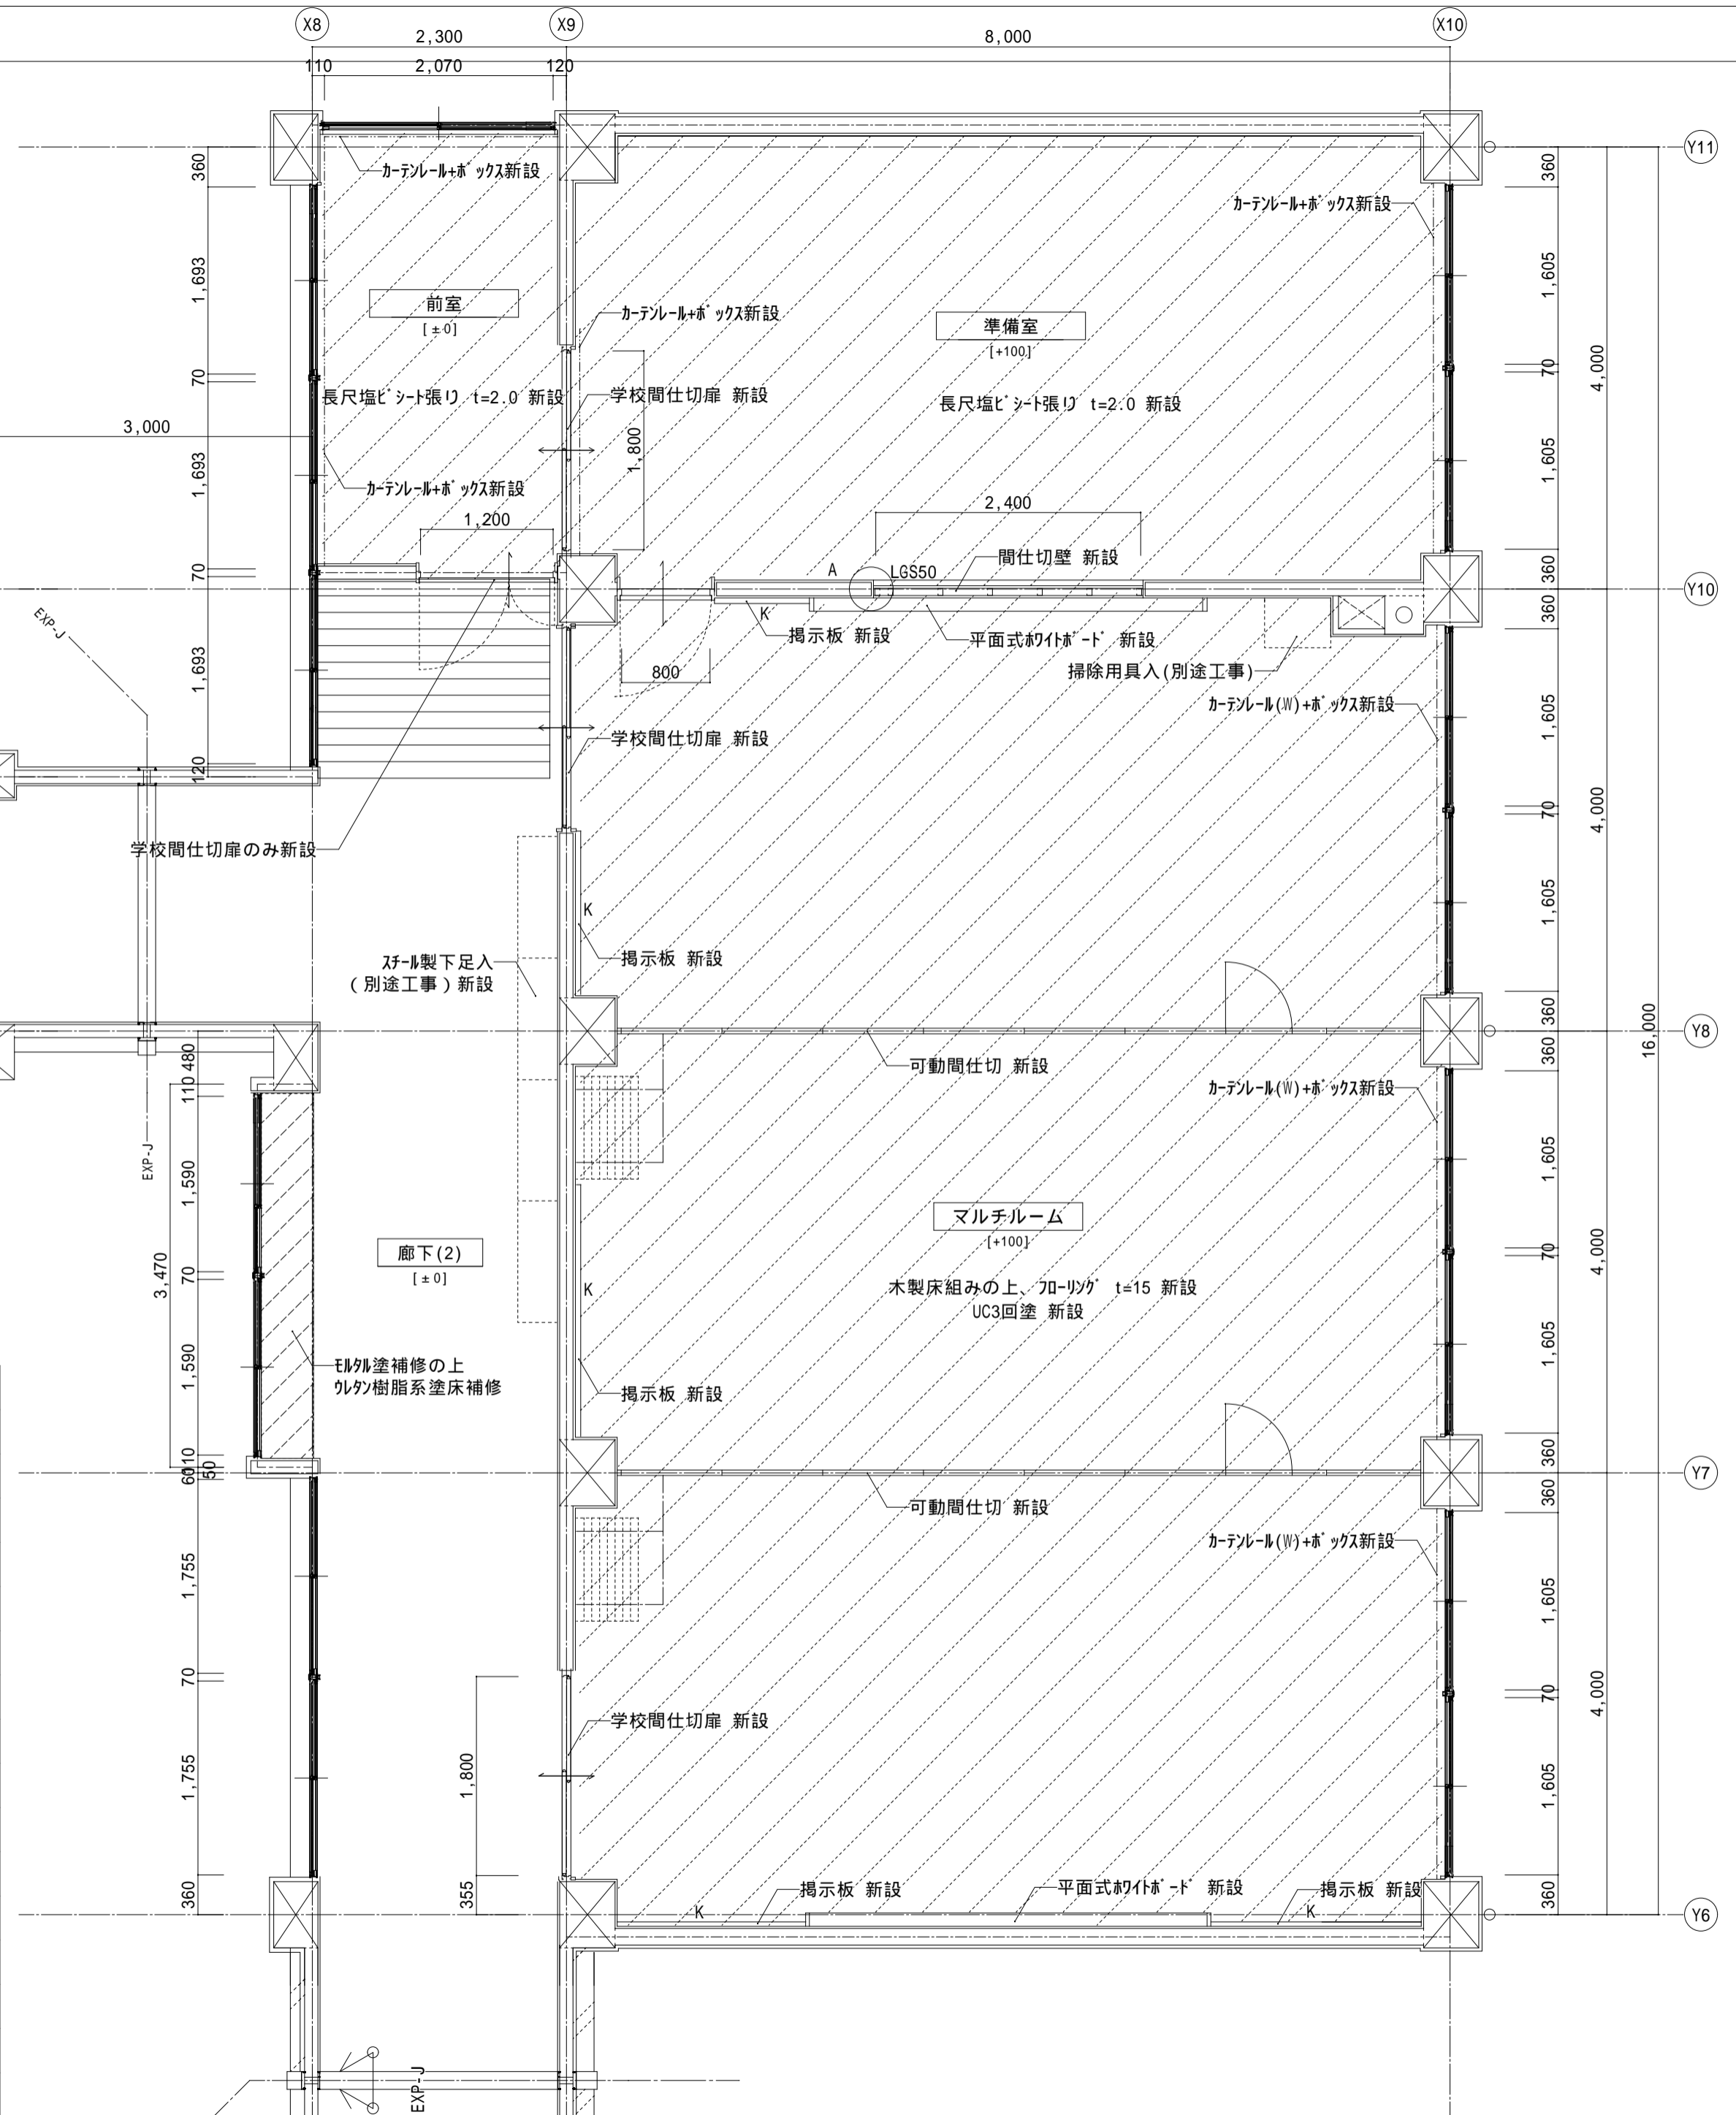 X8
X9
X10
2,300
8,000
110
2,070
120
Y11
360
カーテンレール+ボックス新設
360
カーテンレール+ボックス新設
1,693
1,605
前室
[±0]
カーテンレール+ボックス新設
準備室
[+100]
70
70
4,000
長尺塩ビシート張り t=2.0 新設
学校間仕切扉 新設
長尺塩ビシート張り t=2.0 新設
3,000
1,800
1,693
1,605
カーテンレール+ボックス新設
1,200
2,400
間仕切壁 新設
70
A
LGS50
360
Y10
EXP-J
K
掲示板 新設
平面式ホワイトボード 新設
360
1,693
800
掃除用具入(別途工事)
カーテンレール(W)+ボックス新設
1,605
学校間仕切扉 新設
120
70
4,000
学校間仕切扉のみ新設
K
1,605
掲示板 新設
スチール製下足入
(別途工事)新設
360
Y8
16,000
480
可動間仕切 新設
360
110
カーテンレール(W)+ボックス新設
EXP-J
1,590
1,605
マルチルーム
[+100]
廊下(2)
[±0]
3,470
70
70
4,000
K
木製床組みの上、フローリング t=15 新設
UC3回塗 新設
1,590
モルタル塗補修の上
ウレタン樹脂系塗床補修
1,605
掲示板 新設
10
60
50
360
Y7
360
可動間仕切 新設
カーテンレール(W)+ボックス新設
1,755
1,605
70
70
4,000
学校間仕切扉 新設
1,755
1,800
1,605
360
355
掲示板 新設
平面式ホワイトボード 新設
掲示板 新設
360
K
K
Y6
EXP-J